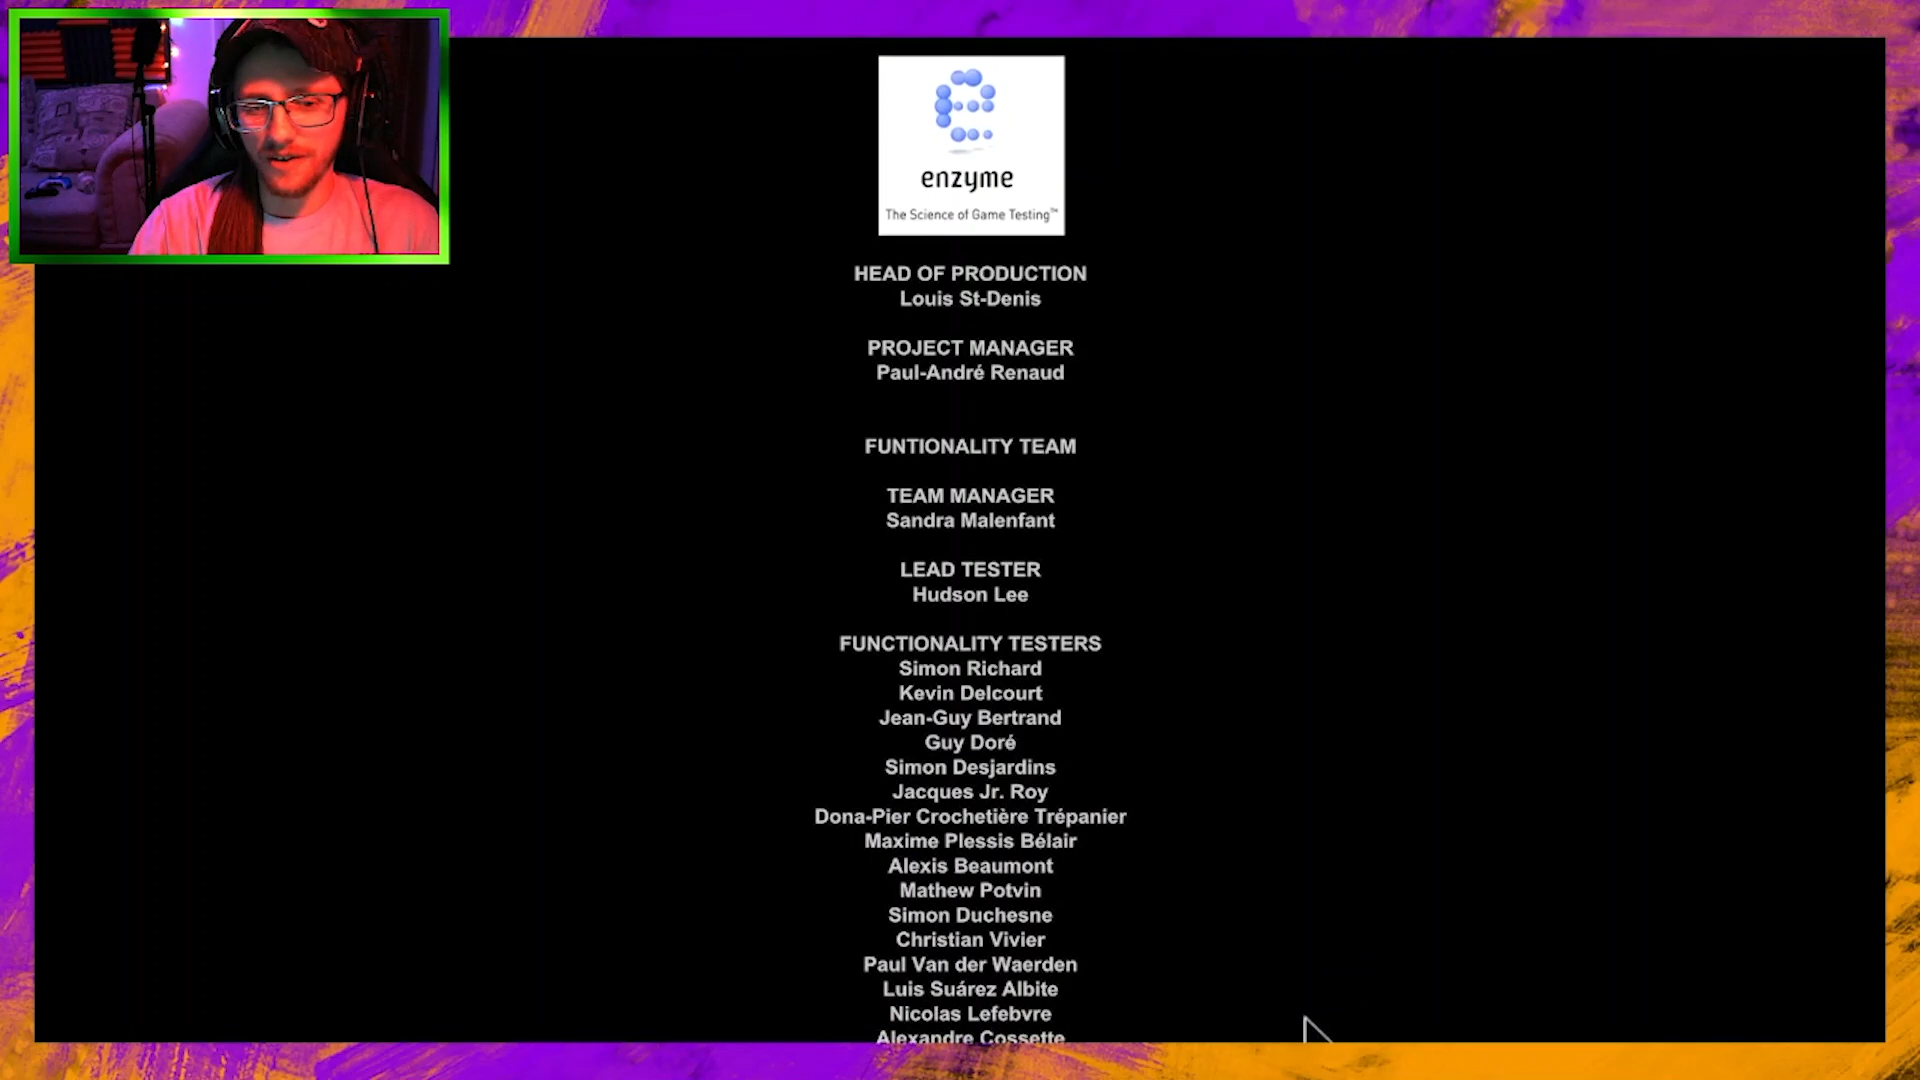 enzyme
The Science of Game Testing™
HEAD OF PRODUCTION
Louis St-Denis
PROJECT MANAGER
Paul-André Renaud
FUNTIONALITY TEAM
TEAM MANAGER
Sandra Malenfant
LEAD TESTER
Hudson Lee
FUNCTIONALITY TESTERS
Simon Richard
Kevin Delcourt
Jean-Guy Bertrand
Guy Doré
Simon Desjardins
Jacques Jr. Roy
Dona-Pier Crochetière Trépanier
Maxime Plessis Bélair
Alexis Beaumont
Mathew Potvin
Simon Duchesne
Christian Vivier
Paul Van der Waerden
Luis Suárez Albite
Nicolas Lefebvre
Alexandre Cossette